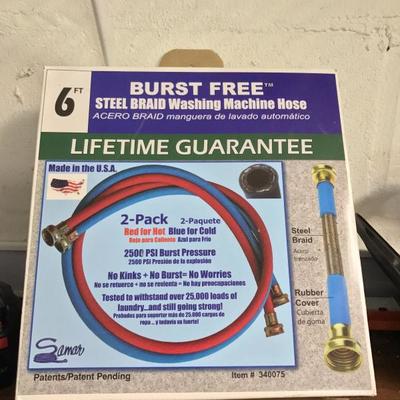 6 FT
BURST FREE™
STEEL BRAID Washing Machine Hose
ACERO BRAID manguera de lavado automático
LIFETIME GUARANTEE
Made in the U.S.A.
2-Pack 2-Paquete
Red for Hot Blue for Cold
Rojo para Caliente Azul para Frio
2500 PSI Burst Pressure
2500 PSI Presión de la explosión
No Kinks + No Burst= No Worries
No se retuerce + no se revienta = No hay preocupaciones
Tested to withstand over 25,000 loads of
laundry...and still going strong!
Probados para soportar más de 25.000 cargas de
ropa ... y todavía va fuerte!
Steel
Braid
Acero
trenzado
Rubber
Cover
Cubierta
de goma
Samar
Patents/Patent Pending
Item # 340075